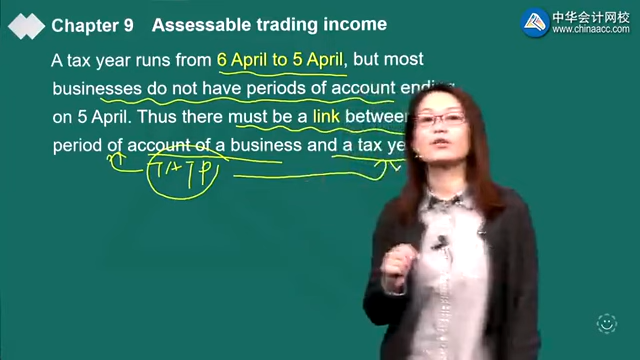 中华会计网校
www.chinaacc.com
Chapter 9 Assessable trading income
A tax year runs from 6 April to 5 April, but most
businesses do not have periods of account ending
on 5 April. Thus there must be a link between
period of account of a business and a tax
TATP